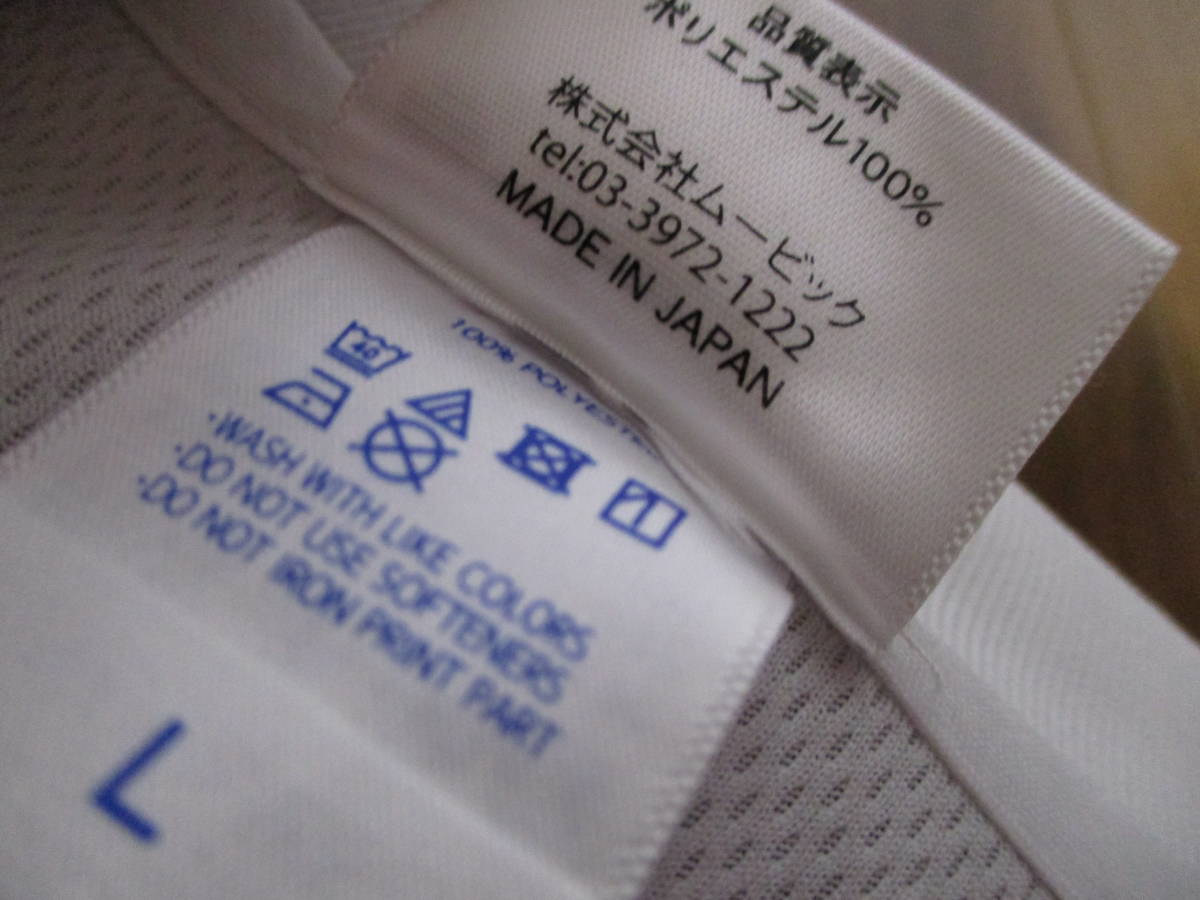 品質表示
ポリエステル100%
株式会社ムービック
tel:03-3972-1222
MADE IN JAPAN
100% POLYESTE
40
・WASH WITH LIKE COLORS
・DO NOT USE SOFTENERS
・DO NOT IRON PRINT PART
L